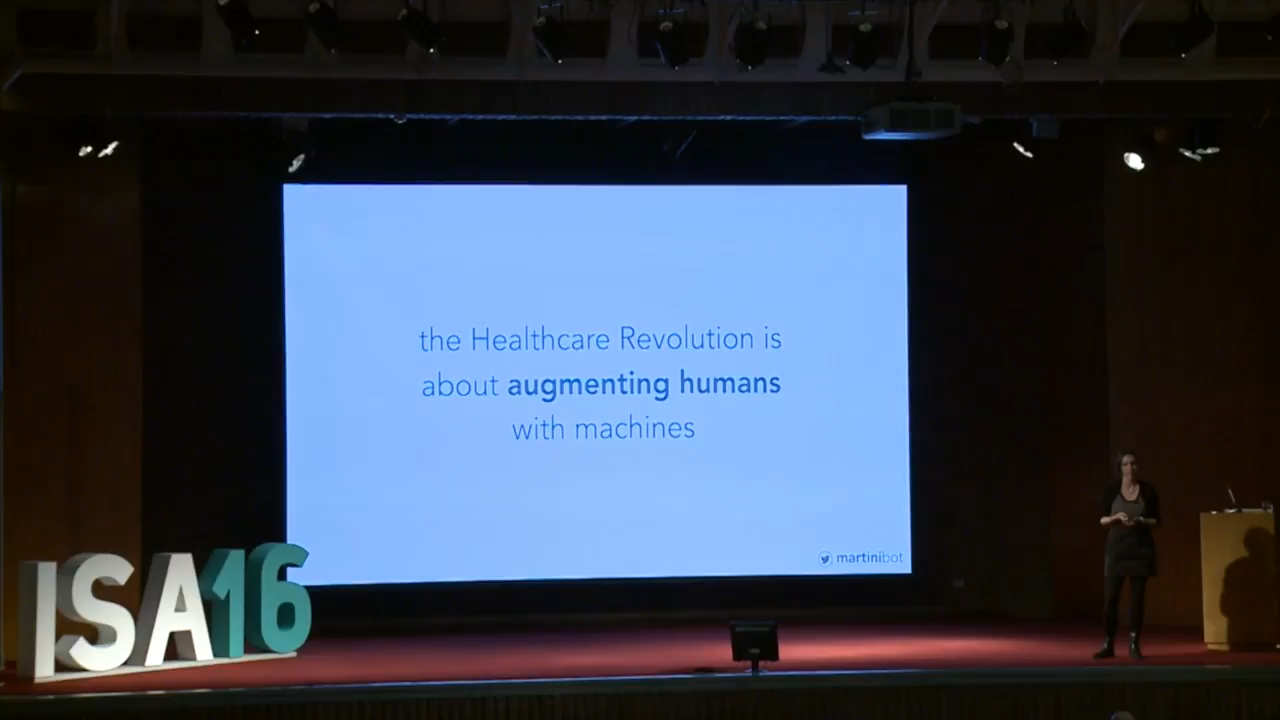 the Healthcare Revolution is
about augmenting humans
with machines
martinibot
ISA16